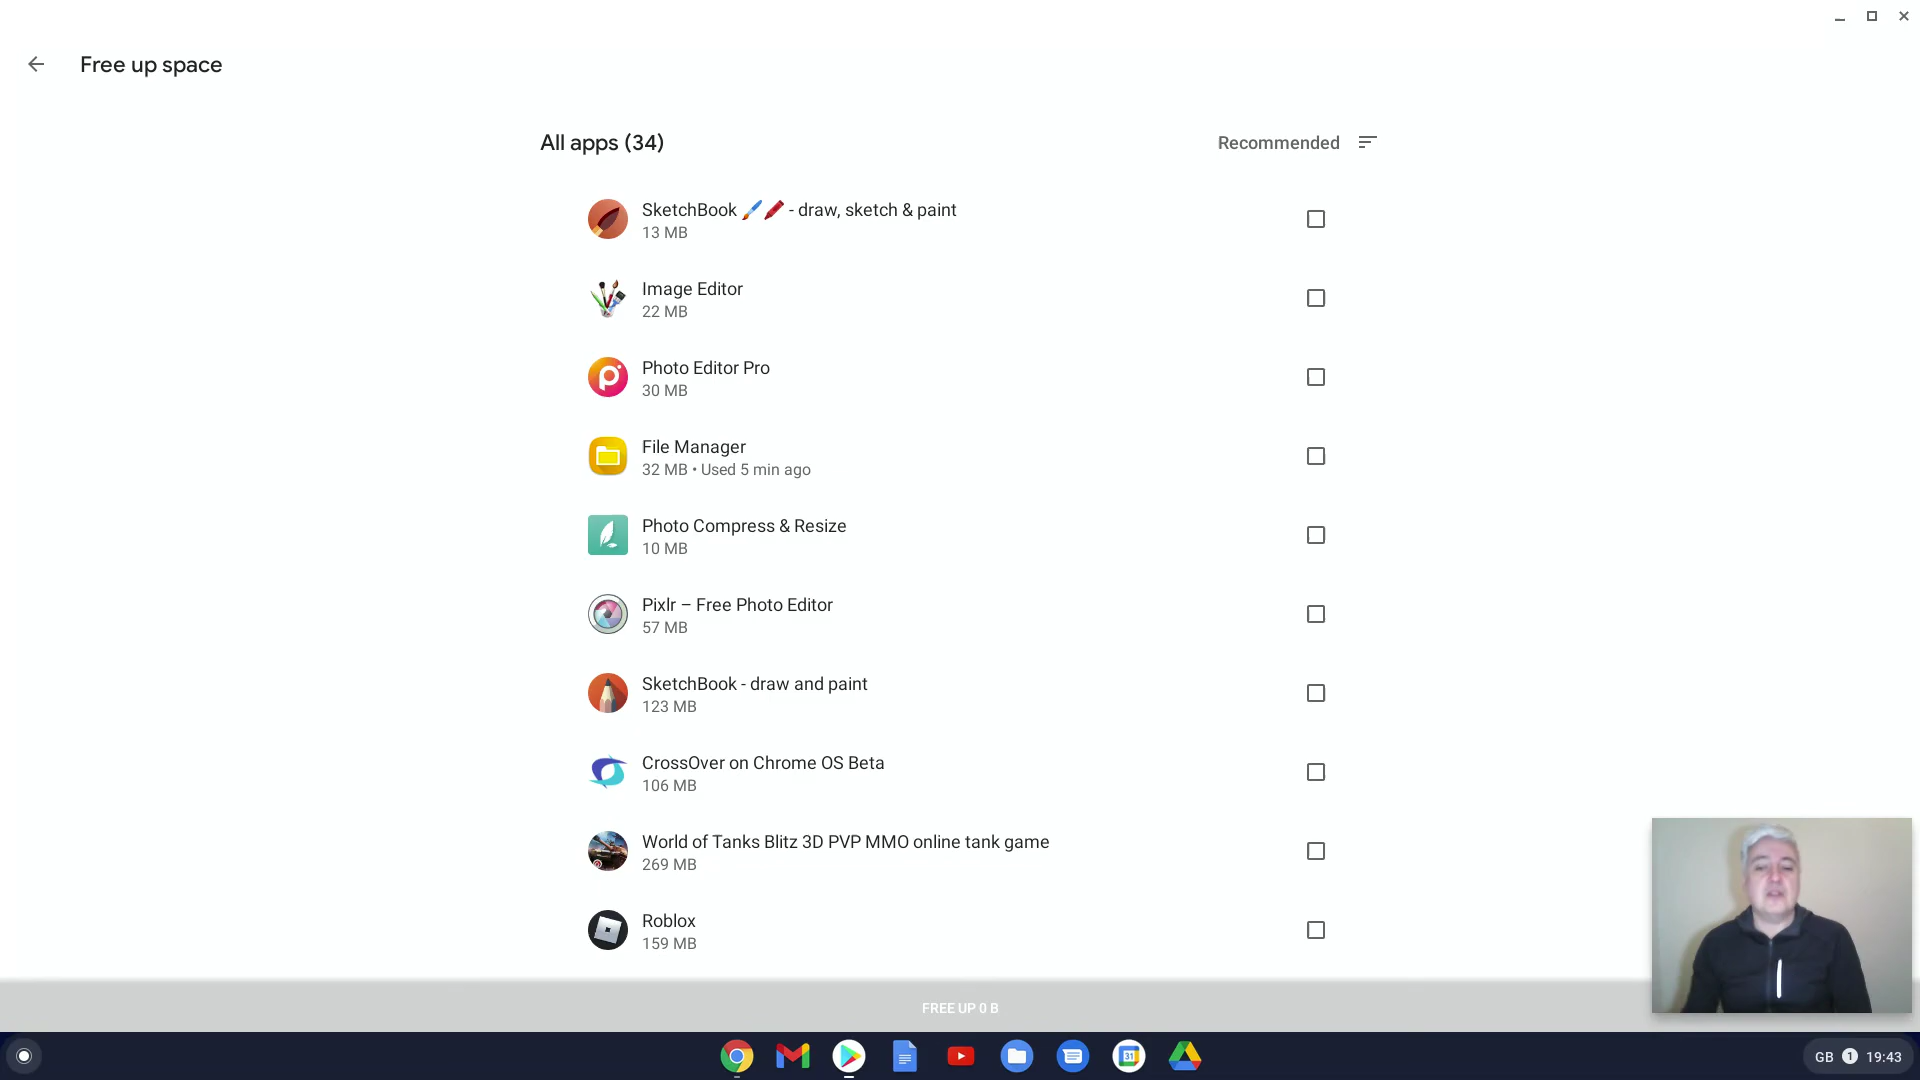 Free up space
All apps (34)
Recommended
SketchBook 🖌️🖍️ - draw, sketch & paint
13 MB
Image Editor
22 MB
Photo Editor Pro
30 MB
File Manager
32 MB • Used 5 min ago
Photo Compress & Resize
10 MB
Pixlr – Free Photo Editor
57 MB
SketchBook - draw and paint
123 MB
CrossOver on Chrome OS Beta
106 MB
World of Tanks Blitz 3D PVP MMO online tank game
269 MB
Roblox
159 MB
FREE UP 0 B
31
GB 1 19:43